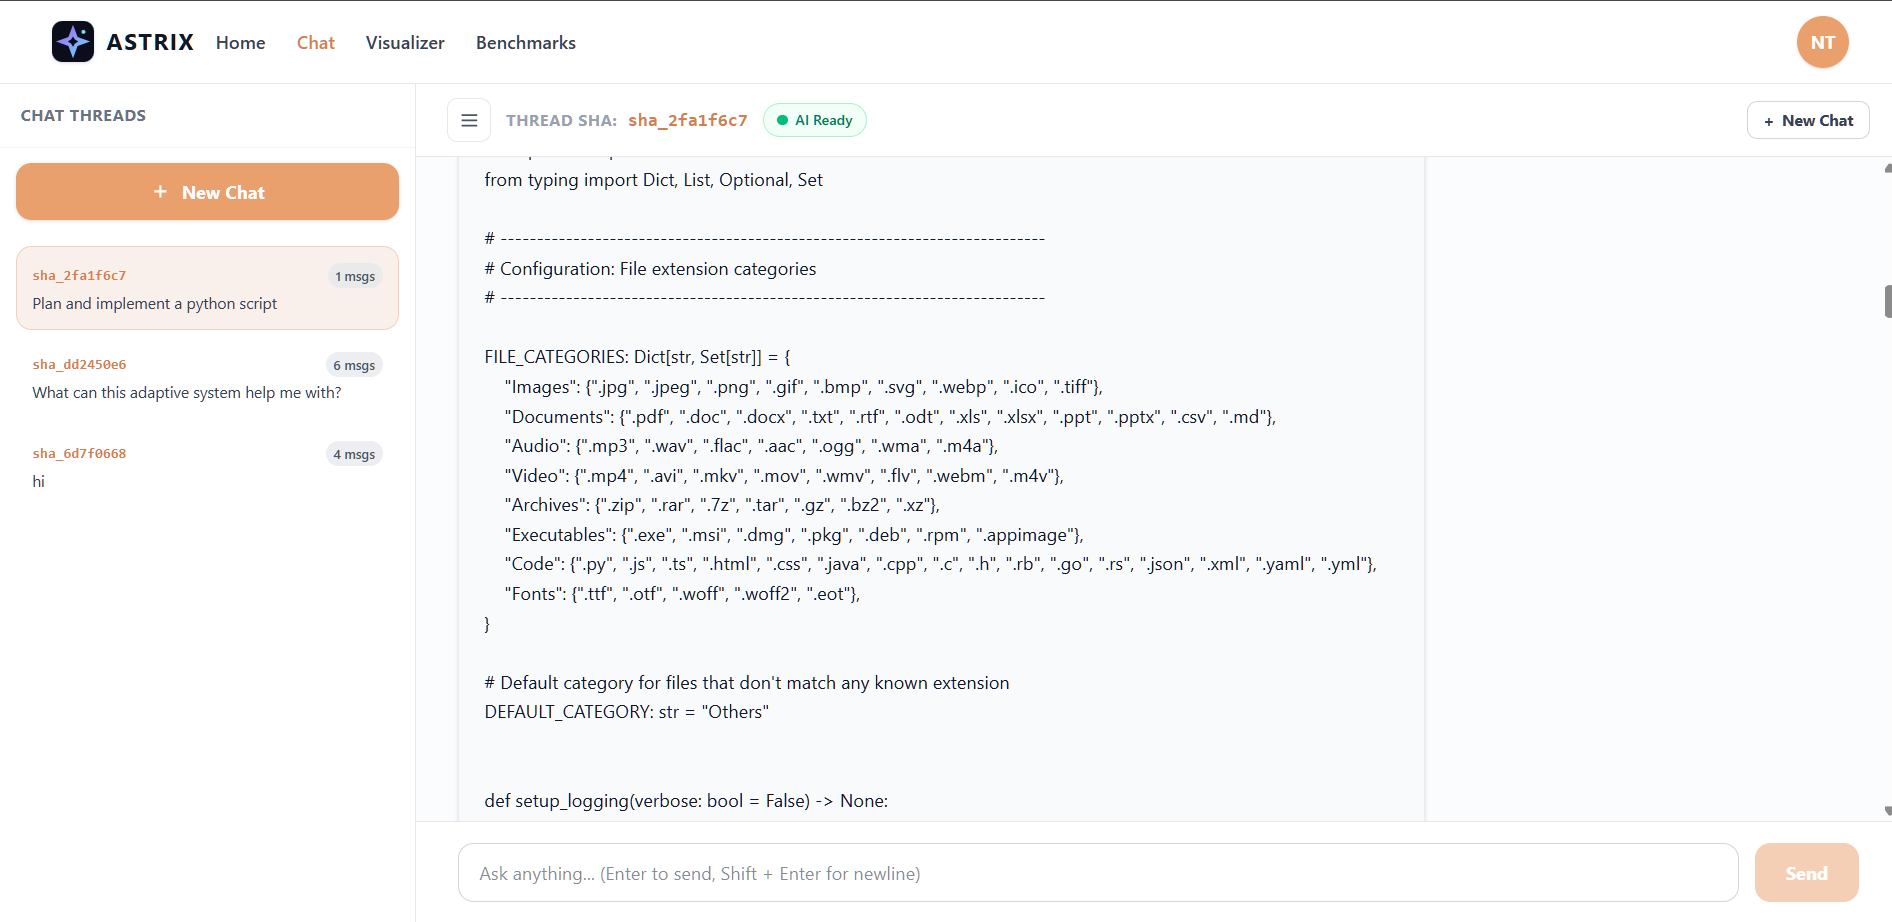 ASTRIX Home Chat Visualizer Benchmarks NT
CHAT THREADS
+ New Chat
sha_2fa1f6c7 1 msgs
Plan and implement a python script
sha_dd2450e6 6 msgs
What can this adaptive system help me with?
sha_6d7f0668 4 msgs
hi
THREAD SHA: sha_2fa1f6c7 AI Ready + New Chat
from typing import Dict, List, Optional, Set
# ---------------------------------------------------------------------------
# Configuration: File extension categories
# ---------------------------------------------------------------------------
FILE_CATEGORIES: Dict[str, Set[str]] = {
"Images": {".jpg", ".jpeg", ".png", ".gif", ".bmp", ".svg", ".webp", ".ico", ".tiff"},
"Documents": {".pdf", ".doc", ".docx", ".txt", ".rtf", ".odt", ".xls", ".xlsx", ".ppt", ".pptx", ".csv", ".md"},
"Audio": {".mp3", ".wav", ".flac", ".aac", ".ogg", ".wma", ".m4a"},
"Video": {".mp4", ".avi", ".mkv", ".mov", ".wmv", ".flv", ".webm", ".m4v"},
"Archives": {".zip", ".rar", ".7z", ".tar", ".gz", ".bz2", ".xz"},
"Executables": {".exe", ".msi", ".dmg", ".pkg", ".deb", ".rpm", ".appimage"},
"Code": {".py", ".js", ".ts", ".html", ".css", ".java", ".cpp", ".c", ".h", ".rb", ".go", ".rs", ".json", ".xml", ".yaml", ".yml"},
"Fonts": {".ttf", ".otf", ".woff", ".woff2", ".eot"},
}
# Default category for files that don't match any known extension
DEFAULT_CATEGORY: str = "Others"
def setup_logging(verbose: bool = False) -> None:
Ask anything... (Enter to send, Shift + Enter for newline)
Send